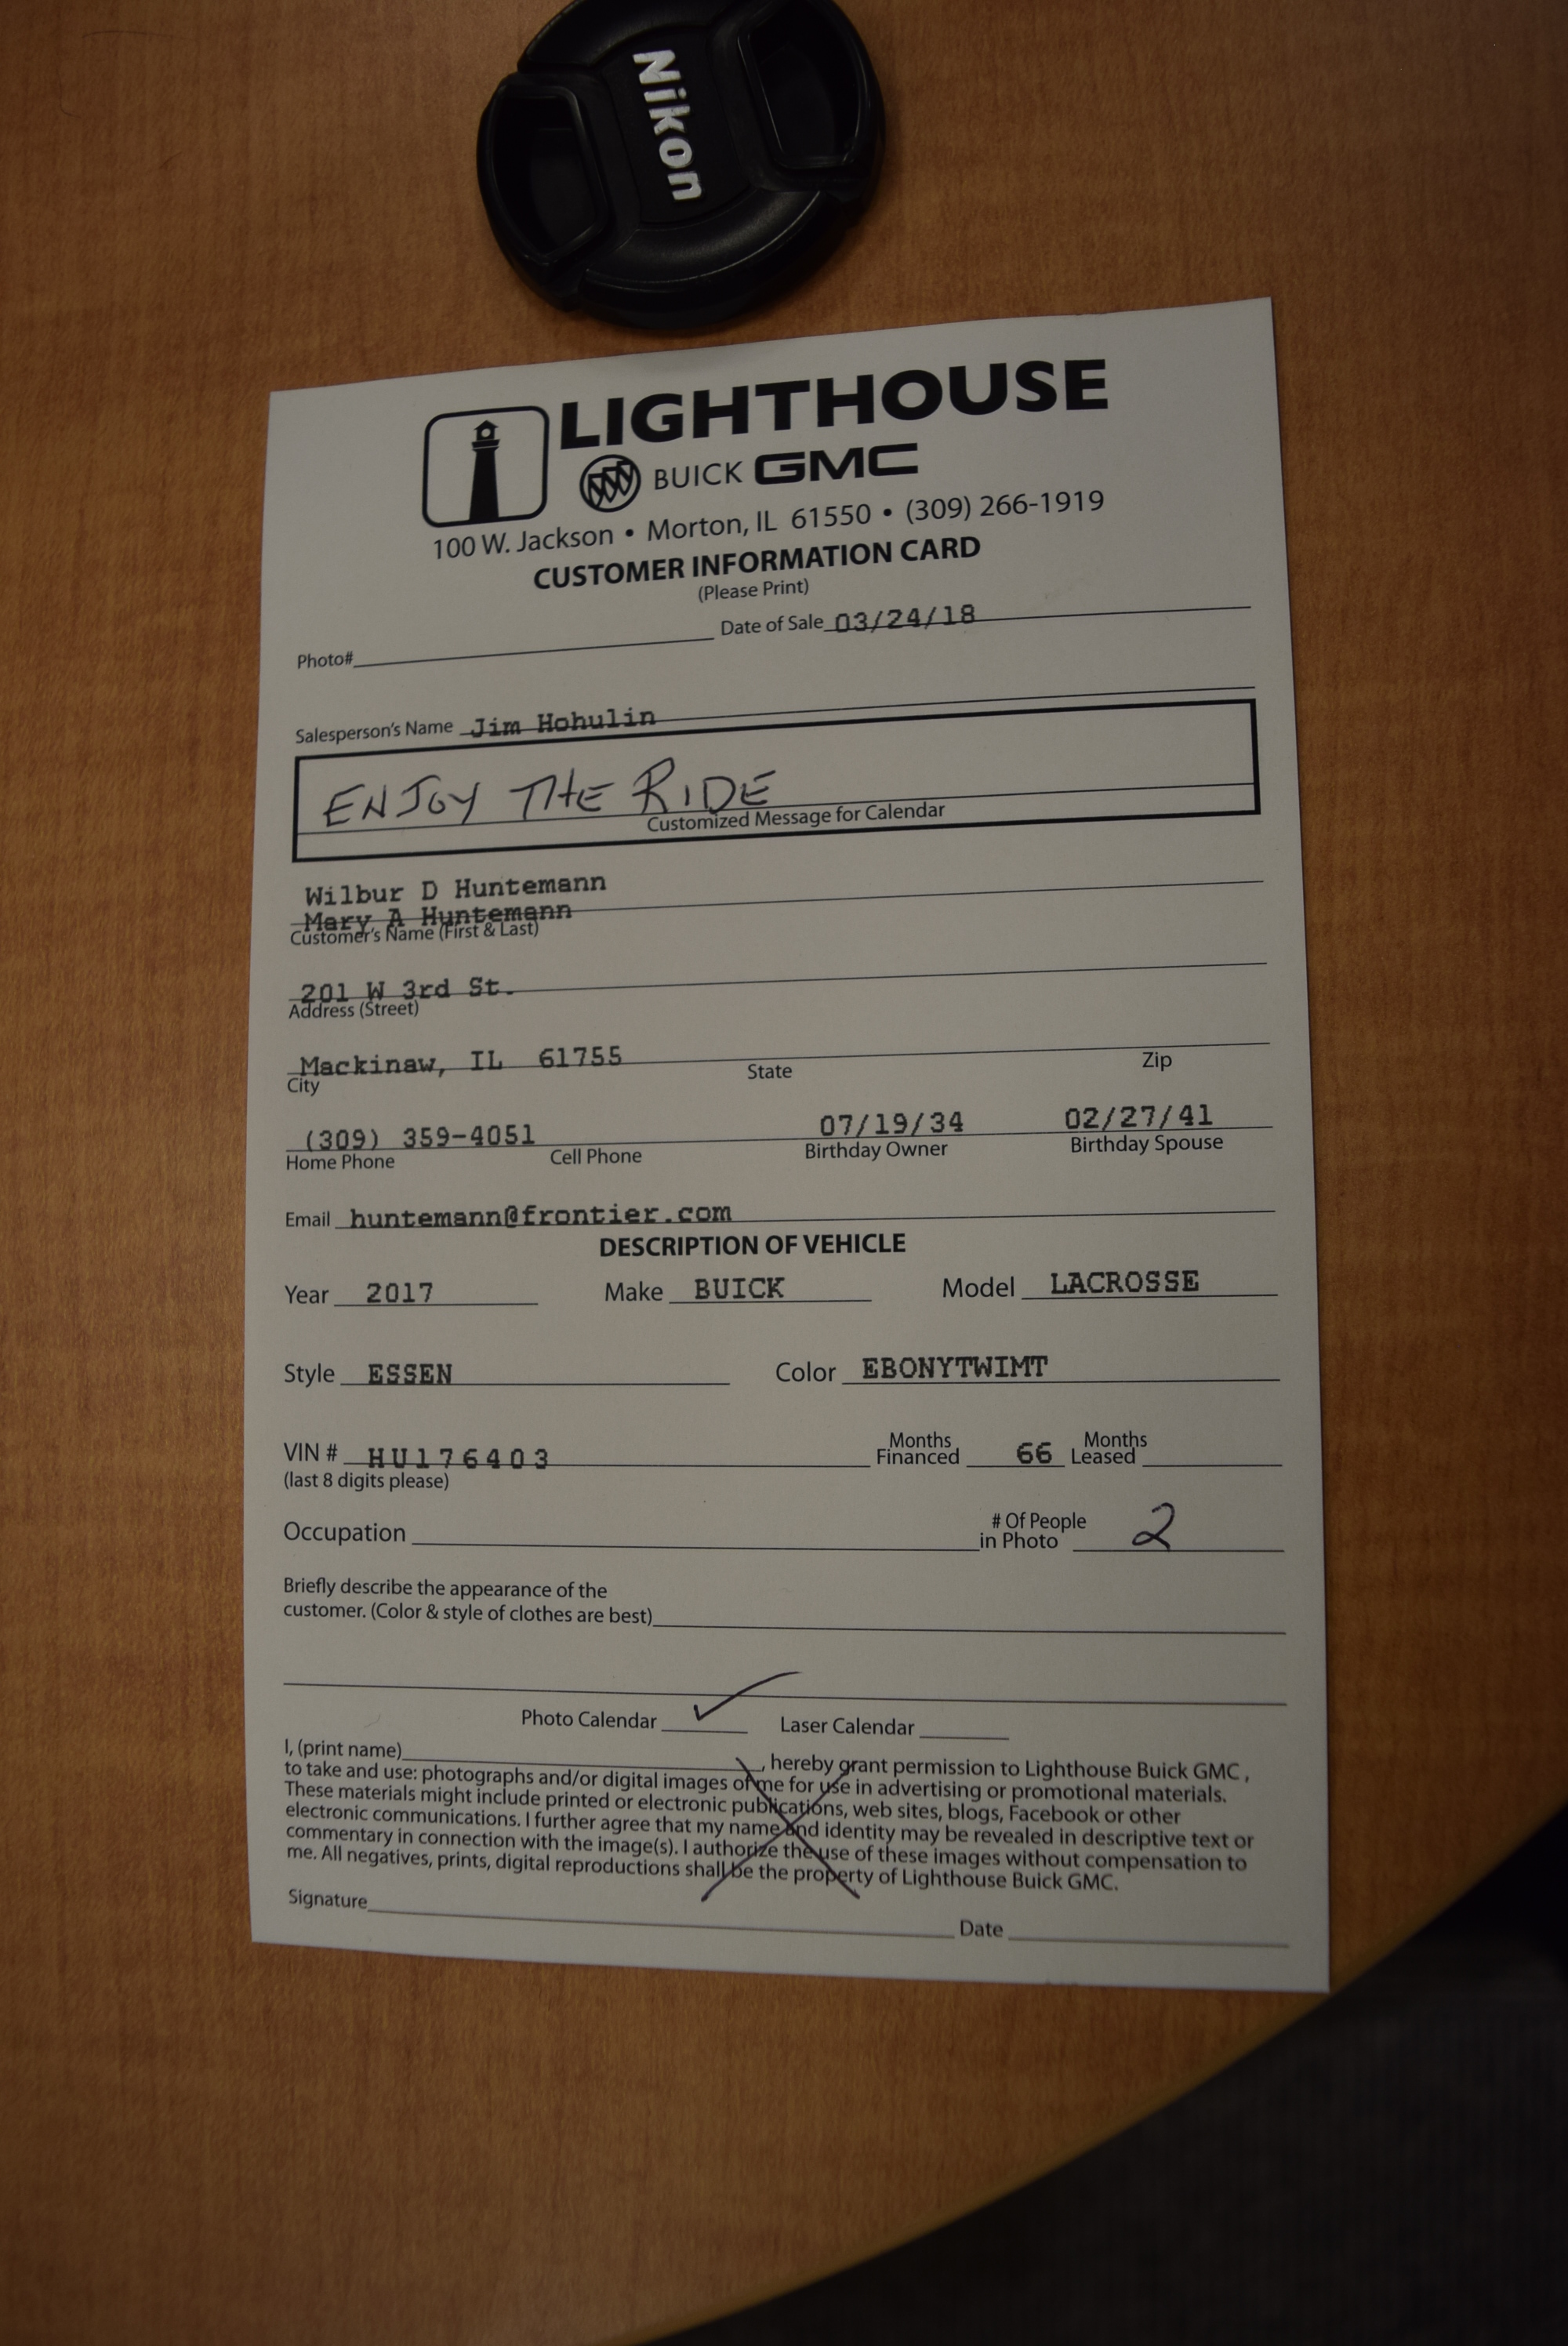 Nikon
LIGHTHOUSE
BUICK GMC
100 W. Jackson • Morton, IL 61550 • (309) 266-1919
CUSTOMER INFORMATION CARD
(Please Print)
Photo# Date of Sale 03/24/18
Salesperson's Name Jim Hohulin
ENJOY THE RIDE
Customized Message for Calendar
Wilbur D Huntemann
Mary A Huntemann
Customer's Name (First & Last)
201 W 3rd St.
Address (Street)
Mackinaw, IL 61755
City State Zip
(309) 359-4051 07/19/34 02/27/41
Home Phone Cell Phone Birthday Owner Birthday Spouse
Email huntemann@frontier.com
DESCRIPTION OF VEHICLE
Year 2017 Make BUICK Model LACROSSE
Style ESSEN Color EBONYTWIMT
VIN # HU176403 Months Financed 66 Months Leased
(last 8 digits please)
Occupation # Of People in Photo 2
Briefly describe the appearance of the
customer. (Color & style of clothes are best)
Photo Calendar ✓ Laser Calendar
I, (print name) , hereby grant permission to Lighthouse Buick GMC,
to take and use: photographs and/or digital images of me for use in advertising or promotional materials.
These materials might include printed or electronic publications, web sites, blogs, Facebook or other
electronic communications. I further agree that my name and identity may be revealed in descriptive text or
commentary in connection with the image(s). I authorize the use of these images without compensation to
me. All negatives, prints, digital reproductions shall be the property of Lighthouse Buick GMC.
Signature Date